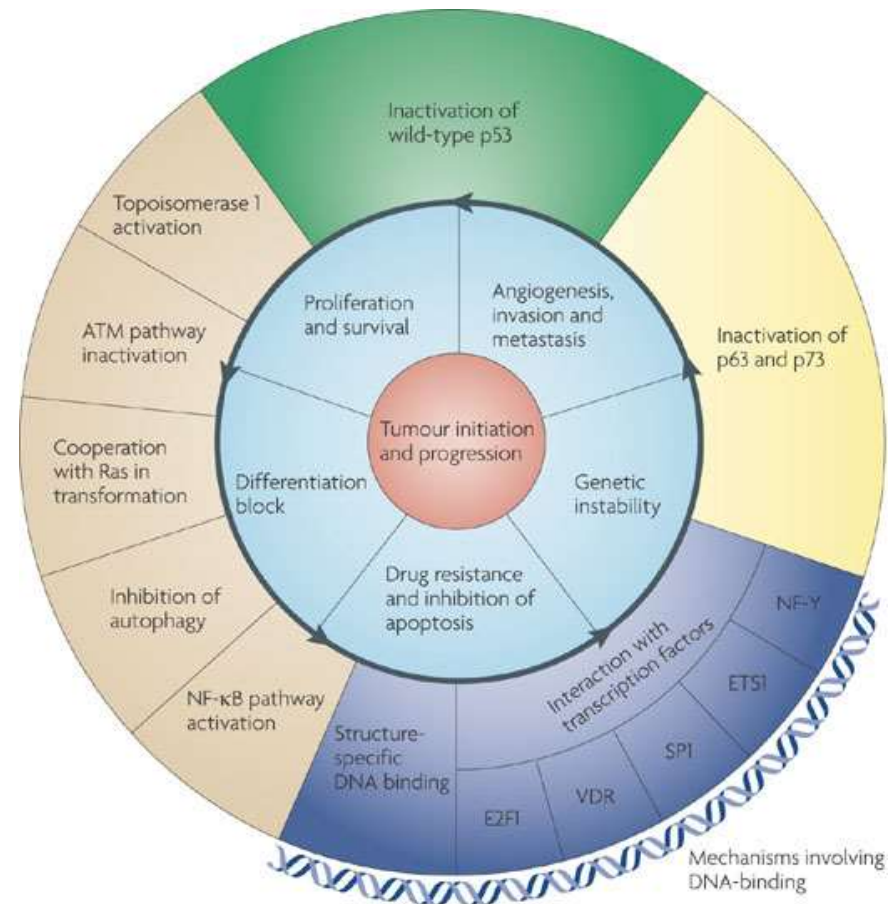 Inactivation of
wild-type p53
Topoisomerase 1
activation
Proliferation
and survival
Angiogenesis,
invasion and
metastasis
ATM pathway
inactivation
Inactivation of
p63 and p73
Tumour initiation
and progression
Cooperation
with Ras in
transformation
Differentiation
block
Genetic
instability
Inhibition of
autophagy
Drug resistance
and inhibition of
apoptosis
NF-κB pathway
activation
Structure-
specific
DNA binding
Interaction with
transcription factors
E2F1
VDR
SP1
ETS1
NF-Y
Mechanisms involving
DNA-binding